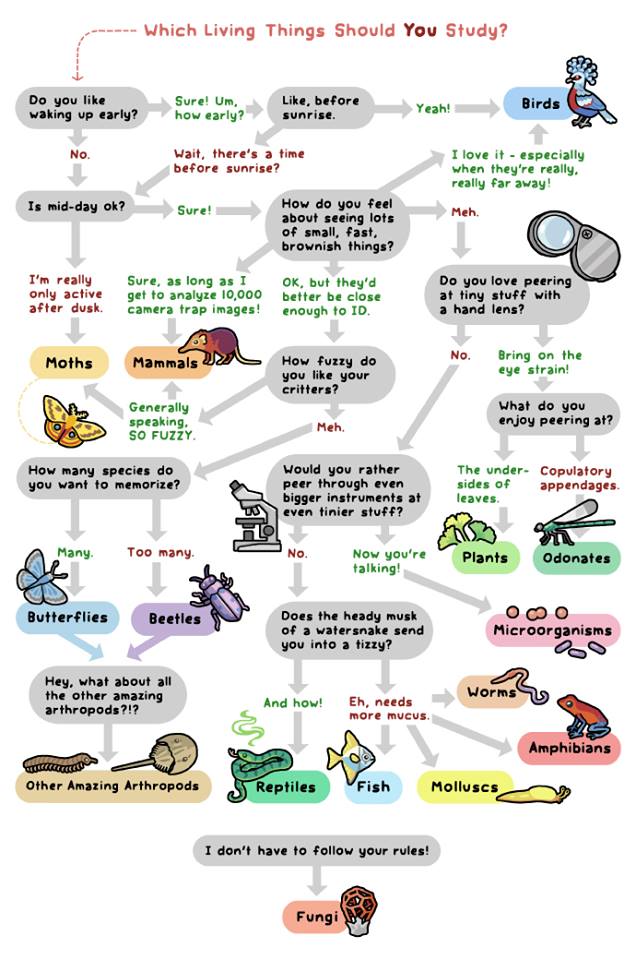 Which Living Things Should You Study?
Do you like
waking up early?
Sure! Um,
how early?
Like, before
sunrise.
Yeah!
Birds
No.
Wait, there's a time
before sunrise?
I love it - especially
when they're really,
really far away!
Is mid-day ok?
Sure!
How do you feel
about seeing lots
of small, fast,
brownish things?
Meh.
I'm really
only active
after dusk.
Sure, as long as I
get to analyze 10,000
camera trap images!
OK, but they'd
better be close
enough to ID.
Do you love peering
at tiny stuff with
a hand lens?
Moths
Mammals
How fuzzy do
you like your
critters?
No.
Bring on the
eye strain!
Generally
speaking,
SO FUZZY.
Meh.
What do you
enjoy peering at?
How many species do
you want to memorize?
Would you rather
peer through even
bigger instruments at
even tinier stuff?
The under-
sides of
leaves.
Copulatory
appendages.
Many.
Too many.
No.
Now you're
talking!
Plants
Odonates
Butterflies
Beetles
Does the heady musk
of a watersnake send
you into a tizzy?
Microorganisms
Hey, what about all
the other amazing
arthropods?!?
And how!
Eh, needs
more mucus.
Worms
Amphibians
Other Amazing Arthropods
Reptiles
Fish
Molluscs
I don't have to follow your rules!
Fungi